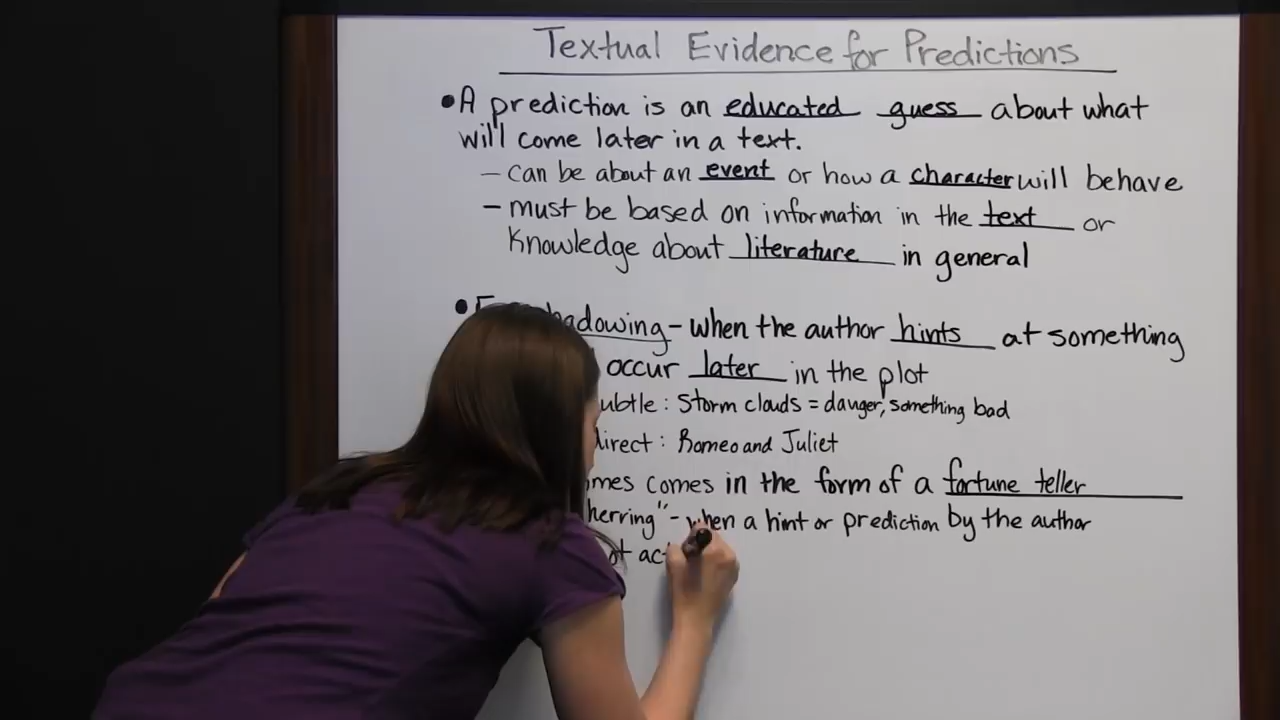 Textual Evidence for Predictions
• A prediction is an educated guess about what
will come later in a text.
– can be about an event or how a character will behave
– must be based on information in the text or
Knowledge about literature in general
• hadowing – when the author hints at something
occur later in the plot
ubtle : Storm clouds = danger, something bad
direct : Romeo and Juliet
imes comes in the form of a fortune teller
herring" – when a hint or prediction by the author
ot act